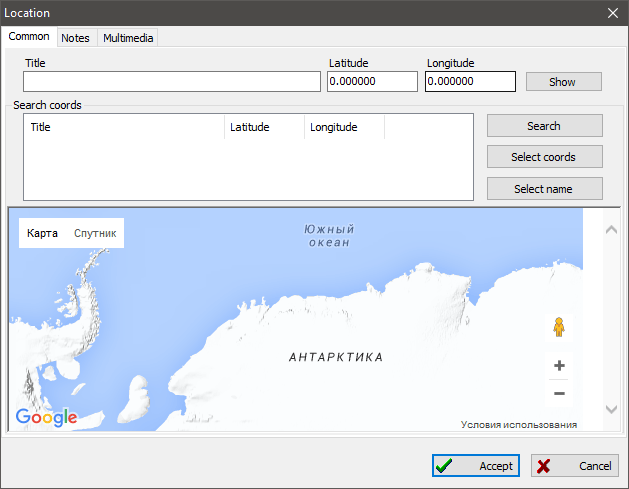 Location
Common Notes Multimedia
Title Latitude Longitude
0.000000 0.000000 Show
Search coords
Title Latitude Longitude
Search
Select coords
Select name
Карта Спутник
Южный
океан
АНТАРКТИКА
Google
Условия использования
Accept Cancel